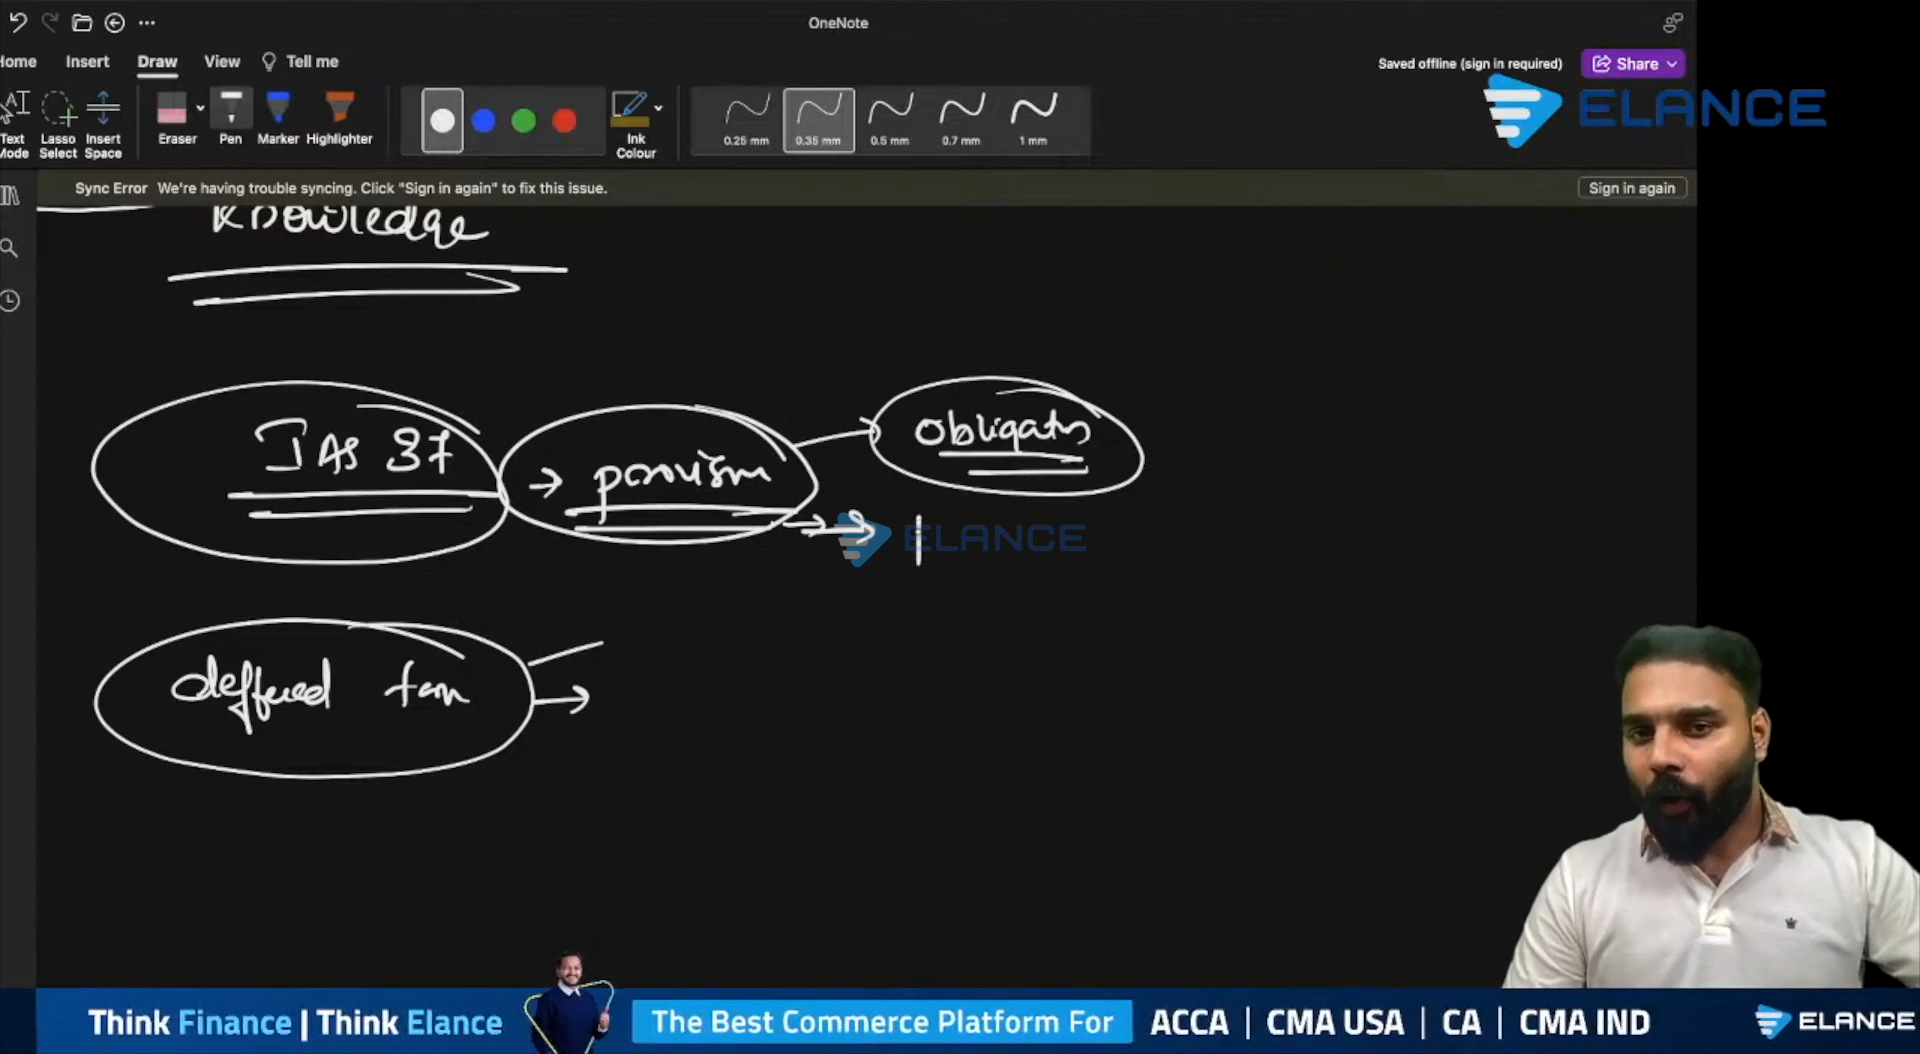 OneNote
Home Insert Draw View Tell me
Saved offline (sign in required) Share
Text Mode
Lasso Select
Insert Space
Eraser
Pen
Marker
Highlighter
Ink Colour
0.25 mm
0.35 mm
0.5 mm
0.7 mm
1 mm
ELANCE
Sync Error We're having trouble syncing. Click "Sign in again" to fix this issue.
Sign in again
Knowledge
IAS 37
obligatn
ELANCE
deffered
Think Finance | Think Elance
The Best Commerce Platform For
ACCA | CMA USA | CA | CMA IND
ELANCE